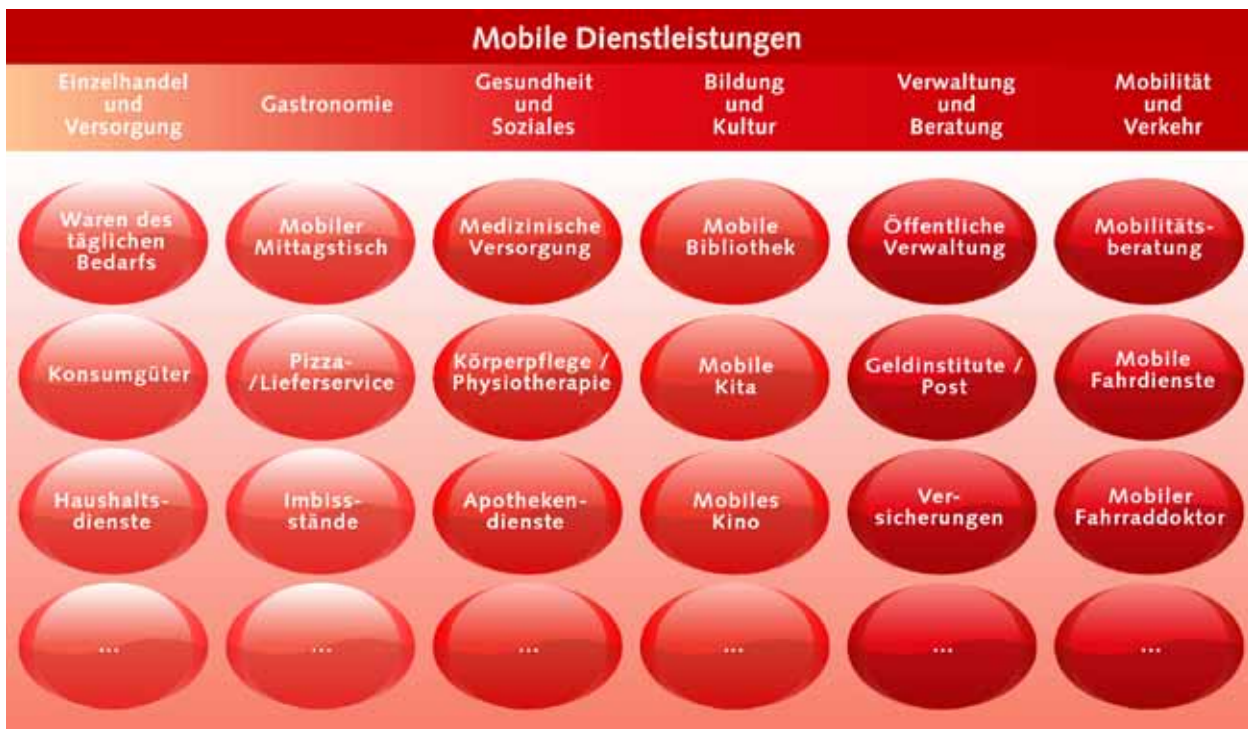 Mobile Dienstleistungen
Einzelhandel
und
Versorgung
Gastronomie
Gesundheit
und
Soziales
Bildung
und
Kultur
Verwaltung
und
Beratung
Mobilität
und
Verkehr
Waren des
täglichen
Bedarfs
Mobiler
Mittagstisch
Medizinische
Versorgung
Mobile
Bibliothek
Öffentliche
Verwaltung
Mobilitäts-
beratung
Konsumgüter
Pizza-
/Lieferservice
Körperpflege /
Physiotherapie
Mobile
Kita
Geldinstitute /
Post
Mobile
Fahrdienste
Haushalts-
dienste
Imbiss-
stände
Apotheken-
dienste
Mobiles
Kino
Ver-
sicherungen
Mobiler
Fahrraddoktor
...
...
...
...
...
...